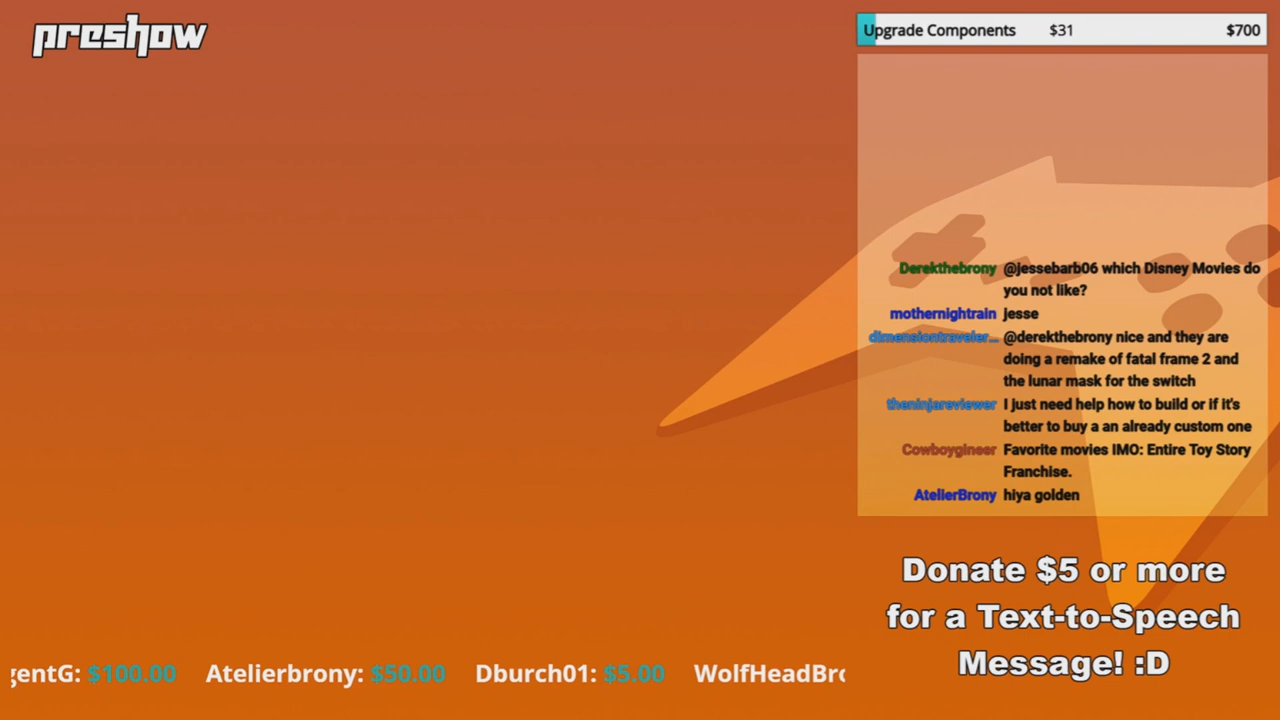 preshow
Upgrade Components $31 $700
Derekthebrony @jessebarb06 which Disney Movies do
you not like?
mothernightrain jesse
dimensiontraveler... @derekthebrony nice and they are
doing a remake of fatal frame 2 and
the lunar mask for the switch
theninjareviewer I just need help how to build or if it's
better to buy a an already custom one
Cowboygineer Favorite movies IMO: Entire Toy Story
Franchise.
AtelierBrony hiya golden
Donate $5 or more
for a Text-to-Speech
Message! :D
gentG: $100.00 Atelierbrony: $50.00 Dburch01: $5.00 WolfHeadBro